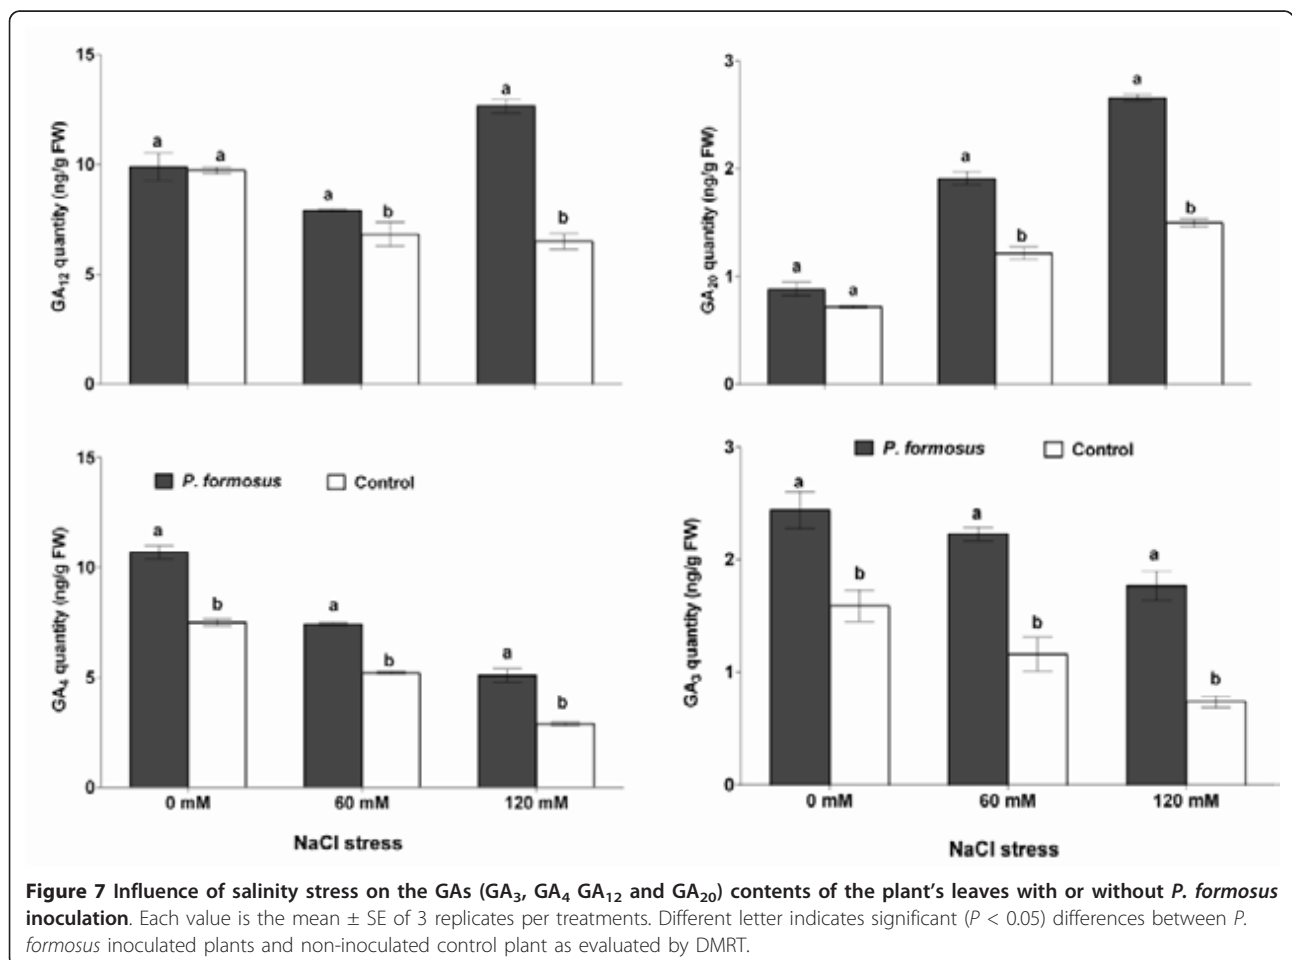 15
10
5
0
GA12 quantity (ng/g FW)
a
a
a
b
a
b
3
2
1
0
GA20 quantity (ng/g FW)
a
a
a
b
a
b
15
10
5
0
GA4 quantity (ng/g FW)
P. formosus Control
a
b
a
b
a
b
0 mM 60 mM 120 mM
NaCl stress
3
2
1
0
GA3 quantity (ng/g FW)
P. formosus Control
a
b
a
b
a
b
0 mM 60 mM 120 mM
NaCl stress
Figure 7 Influence of salinity stress on the GAs (GA3, GA4 GA12 and GA20) contents of the plant's leaves with or without P. formosus
inoculation. Each value is the mean ± SE of 3 replicates per treatments. Different letter indicates significant (P < 0.05) differences between P.
formosus inoculated plants and non-inoculated control plant as evaluated by DMRT.